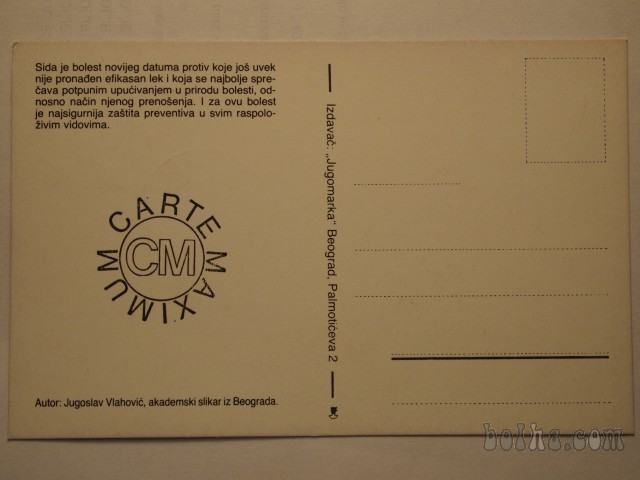 Sida je bolest novijeg datuma protiv koje još uvek
nije pronađen efikasan lek i koja se najbolje spre-
čava potpunim upućivanjem u prirodu bolesti, od-
nosno način njenog prenošenja. I za ovu bolest
je najsigurnija zaštita preventiva u svim raspolo-
živim vidovima.
CARTE MAXIMUM
CM
Autor: Jugoslav Vlahović, akademski slikar iz Beograda.
Izdavač: „Jugomarka“ Beograd, Palmotićeva 2
bolha.com